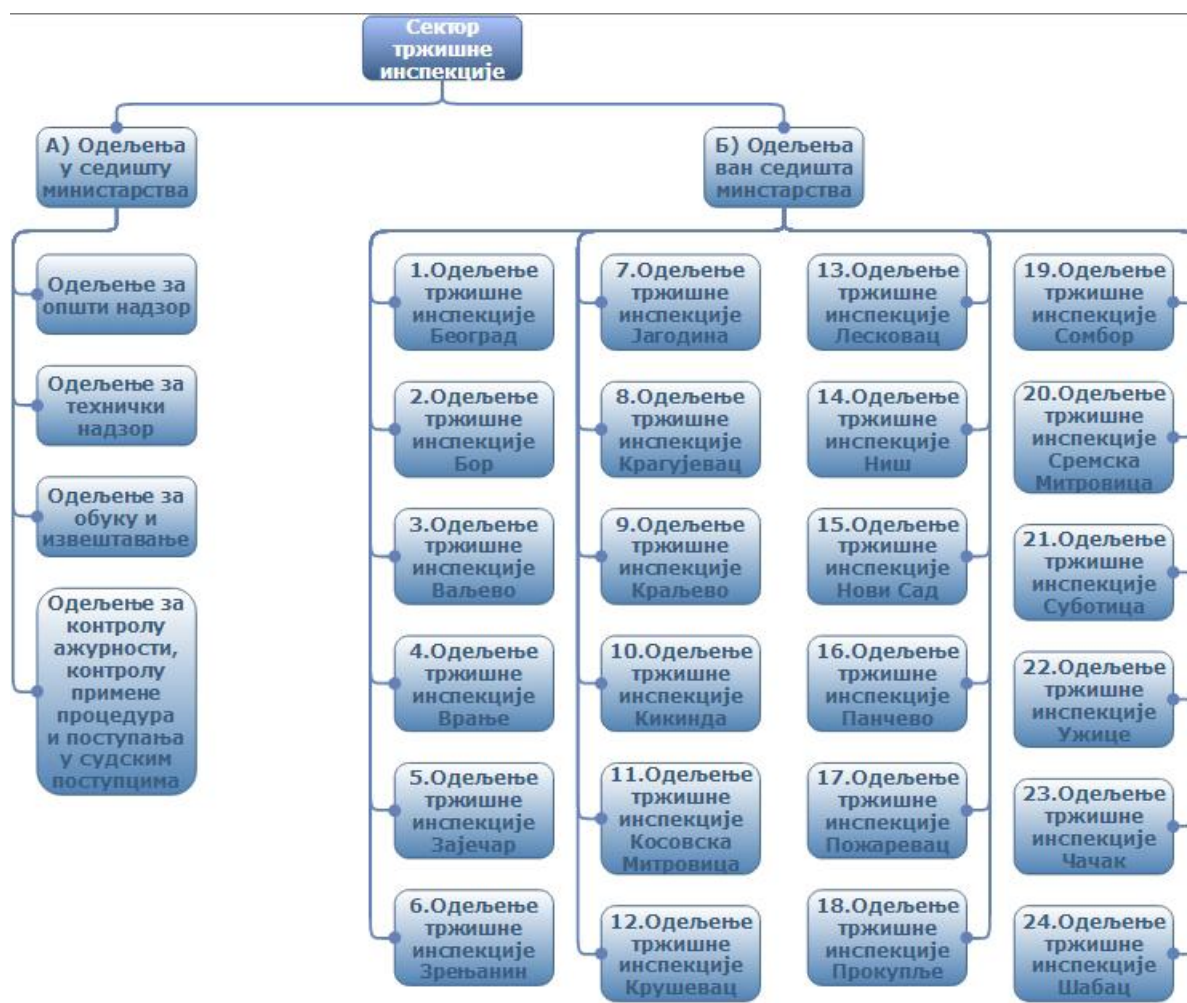 Сектор
тржишне
инспекције
А) Одељења
у седишту
министарства
Б) Одељења
ван седишта
минстарства
Одељење за
општи надзор
Одељење за
технички
надзор
Одељење за
обуку и
извештавање
Одељење за
контролу
ажурности,
контролу
примене
процедура
и поступања
у судским
поступцима
1.Одељење
тржишне
инспекције
Београд
2.Одељење
тржишне
инспекције
Бор
3.Одељење
тржишне
инспекције
Ваљево
4.Одељење
тржишне
инспекције
Врање
5.Одељење
тржишне
инспекције
Зајечар
6.Одељење
тржишне
инспекције
Зрењанин
7.Одељење
тржишне
инспекције
Јагодина
8.Одељење
тржишне
инспекције
Крагујевац
9.Одељење
тржишне
инспекције
Краљево
10.Одељење
тржишне
инспекције
Кикинда
11.Одељење
тржишне
инспекције
Косовска
Митровица
12.Одељење
тржишне
инспекције
Крушевац
13.Одељење
тржишне
инспекције
Лесковац
14.Одељење
тржишне
инспекције
Ниш
15.Одељење
тржишне
инспекције
Нови Сад
16.Одељење
тржишне
инспекције
Панчево
17.Одељење
тржишне
инспекције
Пожаревац
18.Одељење
тржишне
инспекције
Прокупље
19.Одељење
тржишне
инспекције
Сомбор
20.Одељење
тржишне
инспекције
Сремска
Митровица
21.Одељење
тржишне
инспекције
Суботица
22.Одељење
тржишне
инспекције
Ужице
23.Одељење
тржишне
инспекције
Чачак
24.Одељење
тржишне
инспекције
Шабац